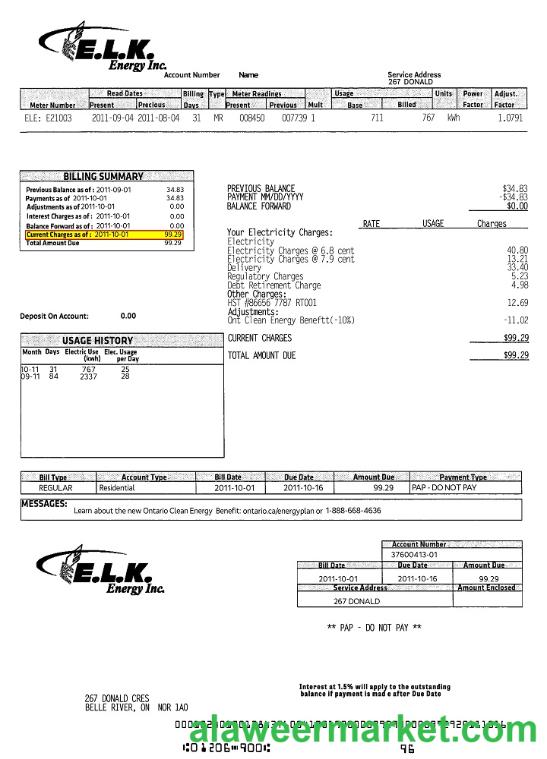 E.L.K.
Energy Inc.
Account Number Name Service Address
267 DONALD
Read Dates Billing Type Meter Readings Usage Units Power Adjust.
Meter Number Present Precious Days Present Previous Mult Base Billed Factor Factor
ELE: E21003 2011-09-04 2011-08-04 31 MR 008450 007739 1 711 767 kWh 1.0791
BILLING SUMMARY
Previous Balance as of : 2011-09-01 34.83
Payments as of 2011-10-01 34.83
Adjustments as of 2011-10-01 0.00
Interest Charges as of : 2011-10-01 0.00
Balance Forward as of : 2011-10-01 0.00
Current Charges as of : 2011-10-01 99.29
Total Amount Due 99.29
Deposit On Account: 0.00
PREVIOUS BALANCE $34.83
PAYMENT MM/DD/YYYY -$34.83
BALANCE FORWARD $0.00
RATE USAGE Charges
Your Electricity Charges:
Electricity
Electricity Charges @ 6.8 cent 40.80
Electricity Charges @ 7.9 cent 13.21
Delivery 33.40
Regulatory Charges 5.23
Debt Retirement Charge 4.98
Other Charges:
HST #86656 7787 RT001 12.69
Adjustments:
Ont Clean Energy Beneftt(-10%) -11.02
CURRENT CHARGES $99.29
TOTAL AMOUNT DUE $99.29
USAGE HISTORY
Month Days Electric Use Elec. Usage
(kwh) per Day
10-11 31 767 25
09-11 84 2337 28
Bill Type Account Type Bill Date Due Date Amount Due Payment Type
REGULAR Residential 2011-10-01 2011-10-16 99.29 PAP - DO NOT PAY
MESSAGES:
Learn about the new Ontario Clean Energy Benefit: ontario.ca/energyplan or 1-888-668-4636
E.L.K.
Energy Inc.
Account Number
37600413-01
Bill Date Due Date Amount Due
2011-10-01 2011-10-16 99.29
Service Address Amount Enclosed
267 DONALD
** PAP - DO NOT PAY **
Interest at 1.5% will apply to the outstanding
balance if payment is mad e after Due Date
267 DONALD CRES
BELLE RIVER, ON N0R 1A0
alaweermarket.com
96